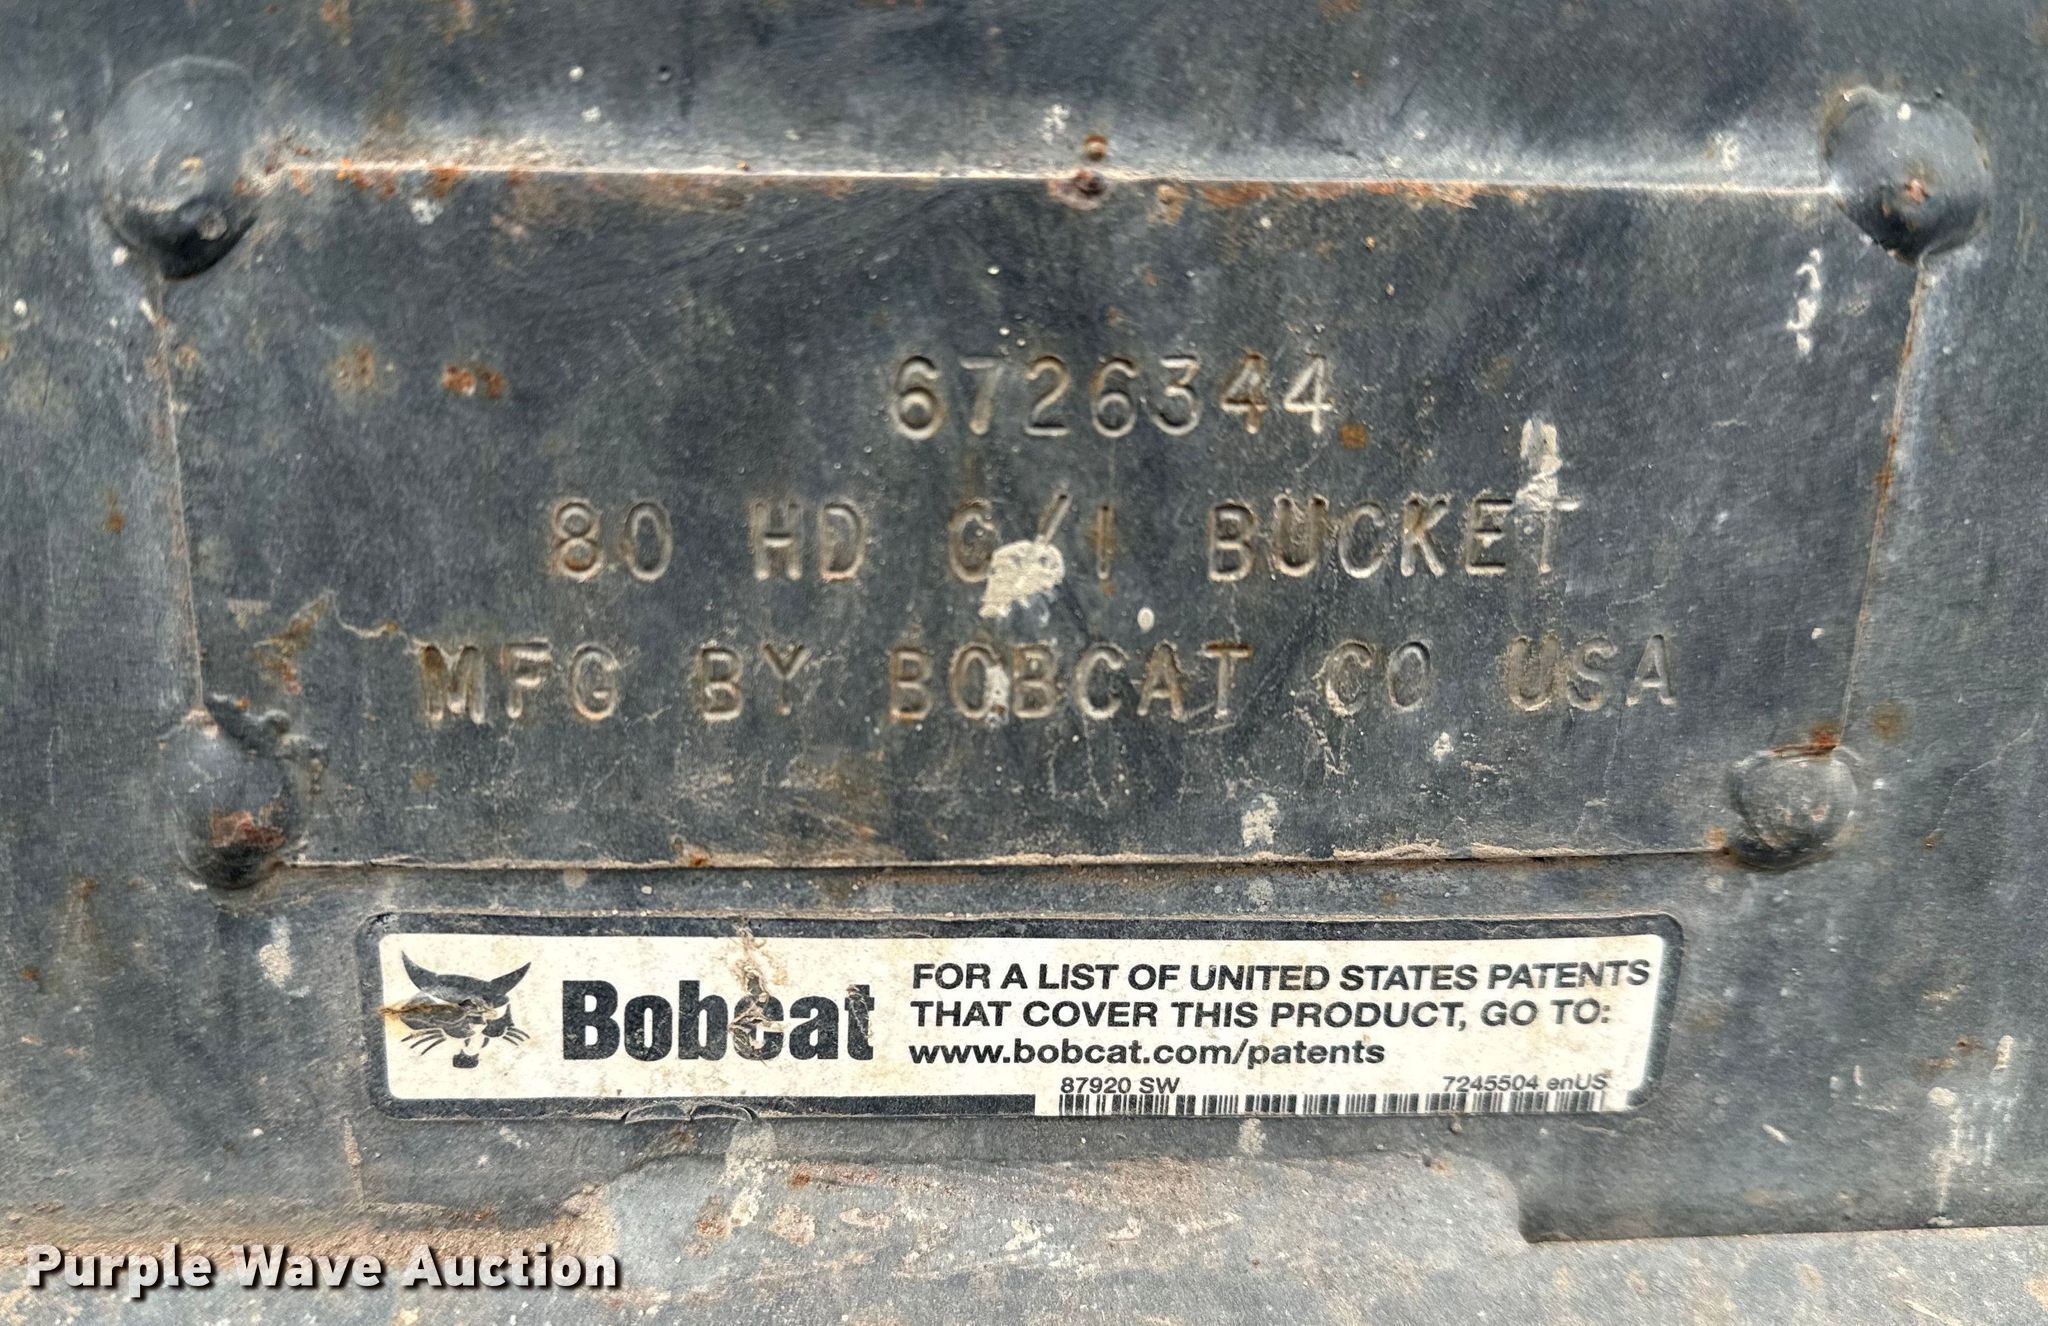 6726344
80 HD C/I BUCKET
MFG BY BOBCAT CO USA
Bobcat
FOR A LIST OF UNITED STATES PATENTS
THAT COVER THIS PRODUCT, GO TO:
www.bobcat.com/patents
87920 SW 7245504 enUS
Purple Wave Auction